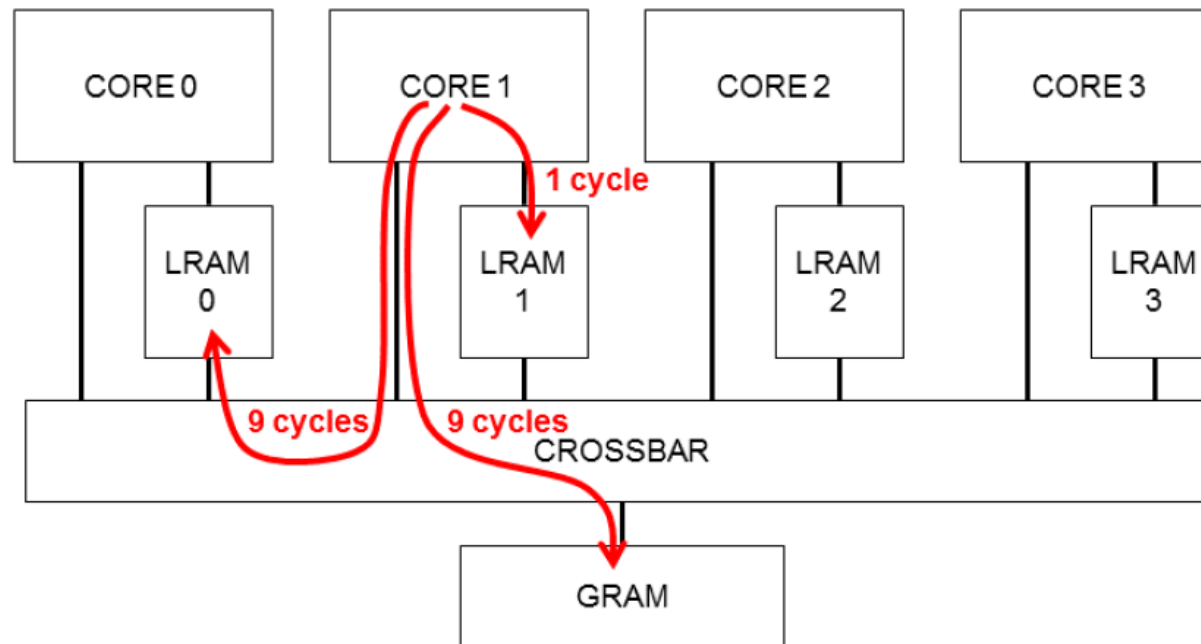 CORE 0
CORE 1
CORE 2
CORE 3
1 cycle
LRAM
0
LRAM
1
LRAM
2
LRAM
3
9 cycles
9 cycles
CROSSBAR
GRAM